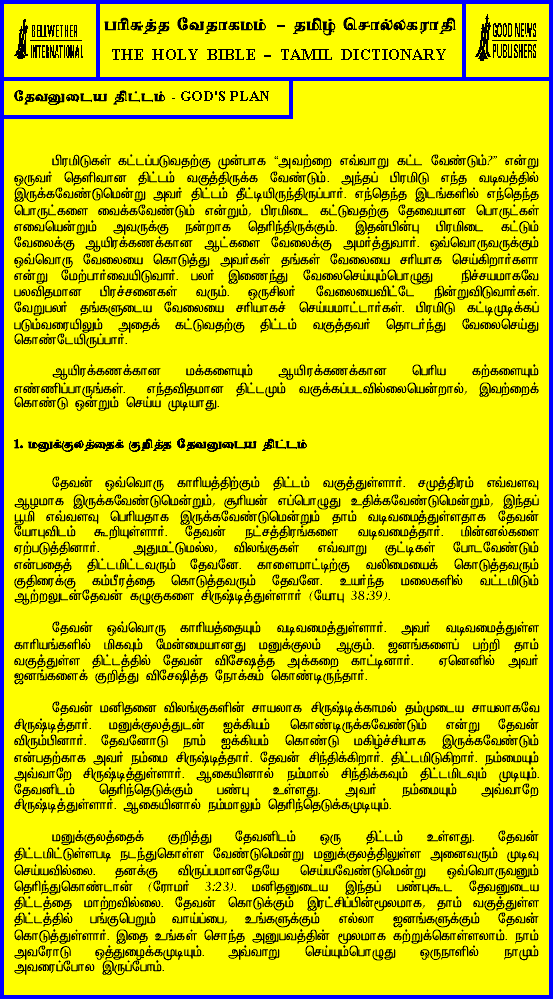 BELLWETHER
INTERNATIONAL
பரிசுத்த வேதாகமம் – தமிழ் சொல்லகராதி
THE HOLY BIBLE – TAMIL DICTIONARY
GOOD NEWS
PUBLISHERS
தேவனுடைய திட்டம் - GOD'S PLAN
பிரமிடுகள் கட்டப்படுவதற்கு முன்பாக “அவற்றை எவ்வாறு கட்ட வேண்டும்?” என்று
ஒருவர் தெளிவான திட்டம் வகுத்திருக்க வேண்டும். அந்தப் பிரமிடு எந்த வடிவத்தில்
இருக்கவேண்டுமென்று அவர் திட்டம் தீட்டியிருந்திருப்பார். எந்தெந்த இடங்களில் எந்தெந்த
பொருட்களை வைக்கவேண்டும் என்றும், பிரமிடை கட்டுவதற்கு தேவையான பொருட்கள்
எவையென்றும் அவருக்கு நன்றாக தெரிந்திருக்கும். இதன்பின்பு பிரமிடை கட்டும்
வேலைக்கு ஆயிரக்கணக்கான ஆட்களை வேலைக்கு அமர்த்துவார். ஒவ்வொருவருக்கும்
ஒவ்வொரு வேலையை கொடுத்து அவர்கள் தங்கள் வேலையை சரியாக செய்கிறார்களா
என்று மேற்பார்வையிடுவார். பலர் இணைந்து வேலைசெய்யும்பொழுது நிச்சயமாகவே
பலவிதமான பிரச்சனைகள் வரும். ஒருசிலர் வேலையைவிட்டே நின்றுவிடுவார்கள்.
வேறுபலர் தங்களுடைய வேலையை சரியாகச் செய்யமாட்டார்கள். பிரமிடு கட்டிமுடிக்கப்
படும்வரையிலும் அதைக் கட்டுவதற்கு திட்டம் வகுத்தவர் தொடர்ந்து வேலைசெய்து
கொண்டேயிருப்பார்.
ஆயிரக்கணக்கான மக்களையும் ஆயிரக்கணக்கான பெரிய கற்களையும்
எண்ணிப்பாருங்கள். எந்தவிதமான திட்டமும் வகுக்கப்படவில்லையென்றால், இவற்றைக்
கொண்டு ஒன்றும் செய்ய முடியாது.
1. மனுக்குலத்தைக் குறித்த தேவனுடைய திட்டம்
தேவன் ஒவ்வொரு காரியத்திற்கும் திட்டம் வகுத்துள்ளார். சமுத்திரம் எவ்வளவு
ஆழமாக இருக்கவேண்டுமென்றும், சூரியன் எப்பொழுது உதிக்கவேண்டுமென்றும், இந்தப்
பூமி எவ்வளவு பெரியதாக இருக்கவேண்டுமென்றும் தாம் வடிவமைத்துள்ளதாக தேவன்
யோபுவிடம் கூறியுள்ளார். தேவன் நட்சத்திரங்களை வடிவமைத்தார். மின்னல்களை
ஏற்படுத்தினார். அதுமட்டுமல்ல, விலங்குகள் எவ்வாறு குட்டிகள் போடவேண்டும்
என்பதைத் திட்டமிட்டவரும் தேவனே. காளைமாட்டிற்கு வலிமையைக் கொடுத்தவரும்
குதிரைக்கு கம்பீரத்தை கொடுத்தவரும் தேவனே. உயர்ந்த மலைகளில் வட்டமிடும்
ஆற்றலுடன்தேவன் கழுகுகளை சிருஷ்டித்துள்ளார் (யோபு 38:39).
தேவன் ஒவ்வொரு காரியத்தையும் வடிவமைத்துள்ளார். அவர் வடிவமைத்துள்ள
காரியங்களில் மிகவும் மேன்மையானது மனுக்குலம் ஆகும். ஜனங்களைப் பற்றி தாம்
வகுத்துள்ள திட்டத்தில் தேவன் விசேஷத்த அக்கறை காட்டினார். ஏனெனில் அவர்
ஜனங்களைக் குறித்து விசேஷித்த நோக்கம் கொண்டிருந்தார்.
தேவன் மனிதனை விலங்குகளின் சாயலாக சிருஷ்டிக்காமல் தம்முடைய சாயலாகவே
சிருஷ்டித்தார். மனுக்குலத்துடன் ஐக்கியம் கொண்டிருக்கவேண்டும் என்று தேவன்
விரும்பினார். தேவனோடு நாம் ஐக்கியம் கொண்டு மகிழ்ச்சியாக இருக்கவேண்டும்
என்பதற்காக அவர் நம்மை சிருஷ்டித்தார். தேவன் சிந்திக்கிறார். திட்டமிடுகிறார். நம்மையும்
அவ்வாறே சிருஷ்டித்துள்ளார். ஆகையினால் நம்மால் சிந்திக்கவும் திட்டமிடவும் முடியும்.
தேவனிடம் தெரிந்தெடுக்கும் பண்பு உள்ளது. அவர் நம்மையும் அவ்வாறே
சிருஷ்டித்துள்ளார். ஆகையினால் நம்மாலும் தெரிந்தெடுக்கமுடியும்.
மனுக்குலத்தைக் குறித்து தேவனிடம் ஒரு திட்டம் உள்ளது. தேவன்
திட்டமிட்டுள்ளபடி நடந்துகொள்ள வேண்டுமென்று மனுக்குலத்திலுள்ள அனைவரும் முடிவு
செய்யவில்லை. தனக்கு விருப்பமானதேயே செய்யவேண்டுமென்று ஒவ்வொருவனும்
தெரிந்துகொண்டான் (ரோமர் 3:23). மனிதனுடைய இந்தப் பண்புகூட தேவனுடைய
திட்டத்தை மாற்றவில்லை. தேவன் கொடுக்கும் இரட்சிப்பின்மூலமாக, தாம் வகுத்துள்ள
திட்டத்தில் பங்குபெறும் வாய்ப்பை, உங்களுக்கும் எல்லா ஜனங்களுக்கும் தேவன்
கொடுத்துள்ளார். இதை உங்கள் சொந்த அனுபவத்தின் மூலமாக கற்றுக்கொள்ளலாம். நாம்
அவரோடு ஒத்துழைக்கமுடியும். அவ்வாறு செய்யும்பொழுது ஒருநாளில் நாமும்
அவரைப்போல இருப்போம்.